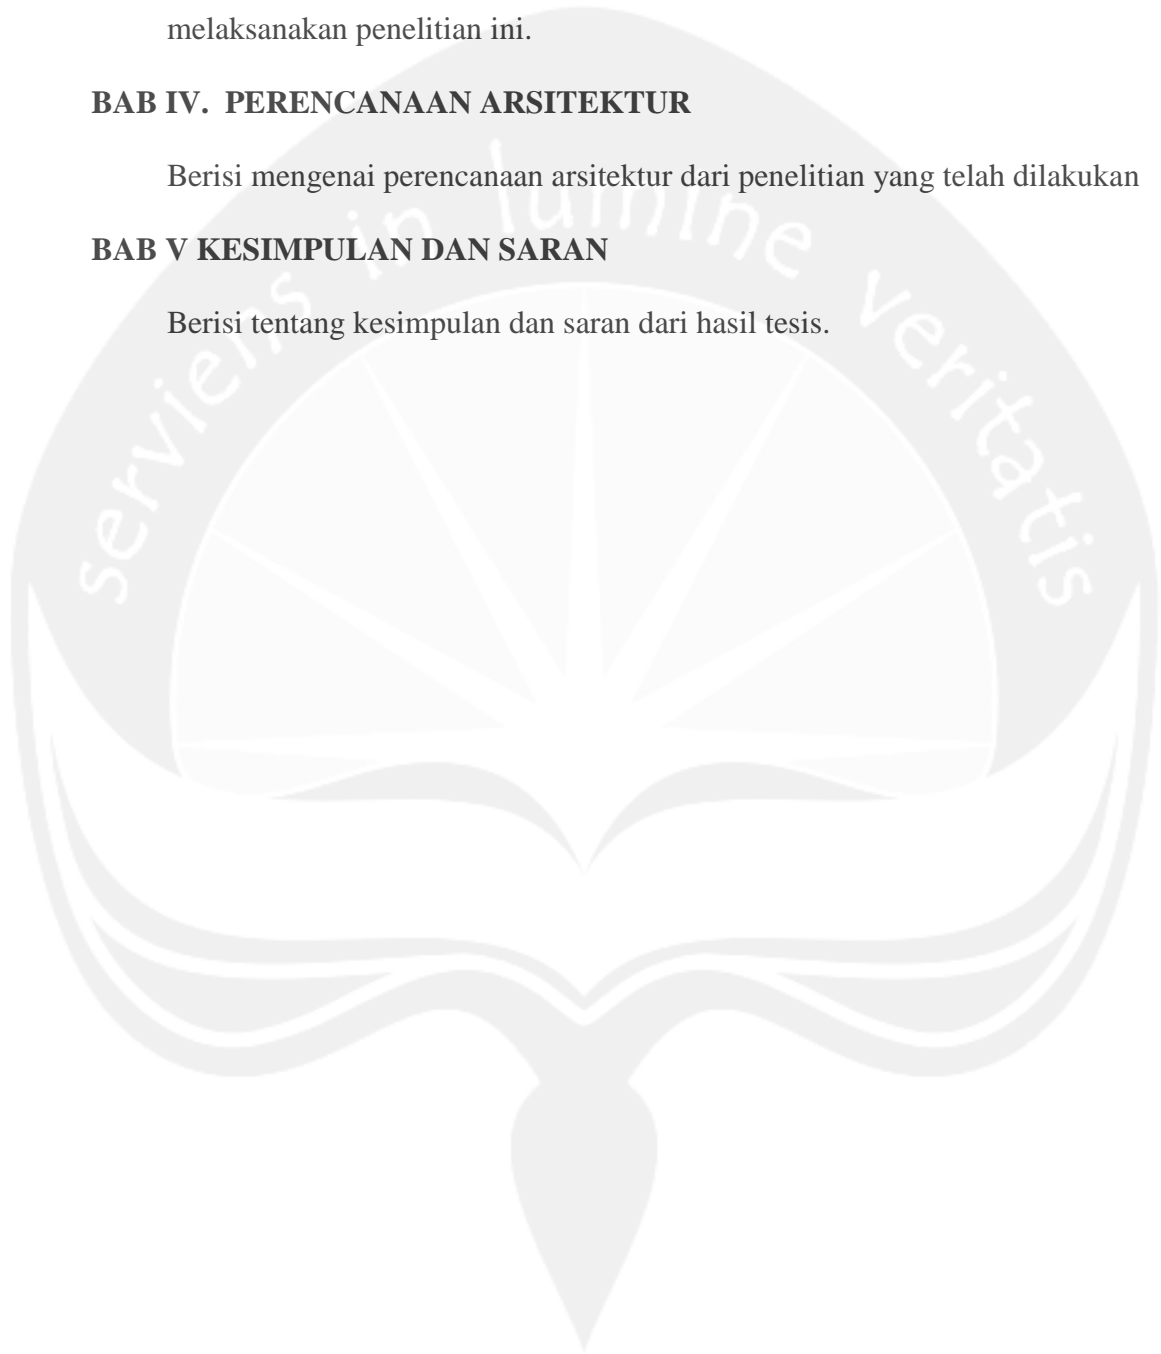 melaksanakan penelitian ini.
BAB IV.  PERENCANAAN ARSITEKTUR
Berisi mengenai perencanaan arsitektur dari penelitian yang telah dilakukan
BAB V KESIMPULAN DAN SARAN
Berisi tentang kesimpulan dan saran dari hasil tesis.
serviens in lumine veritatis